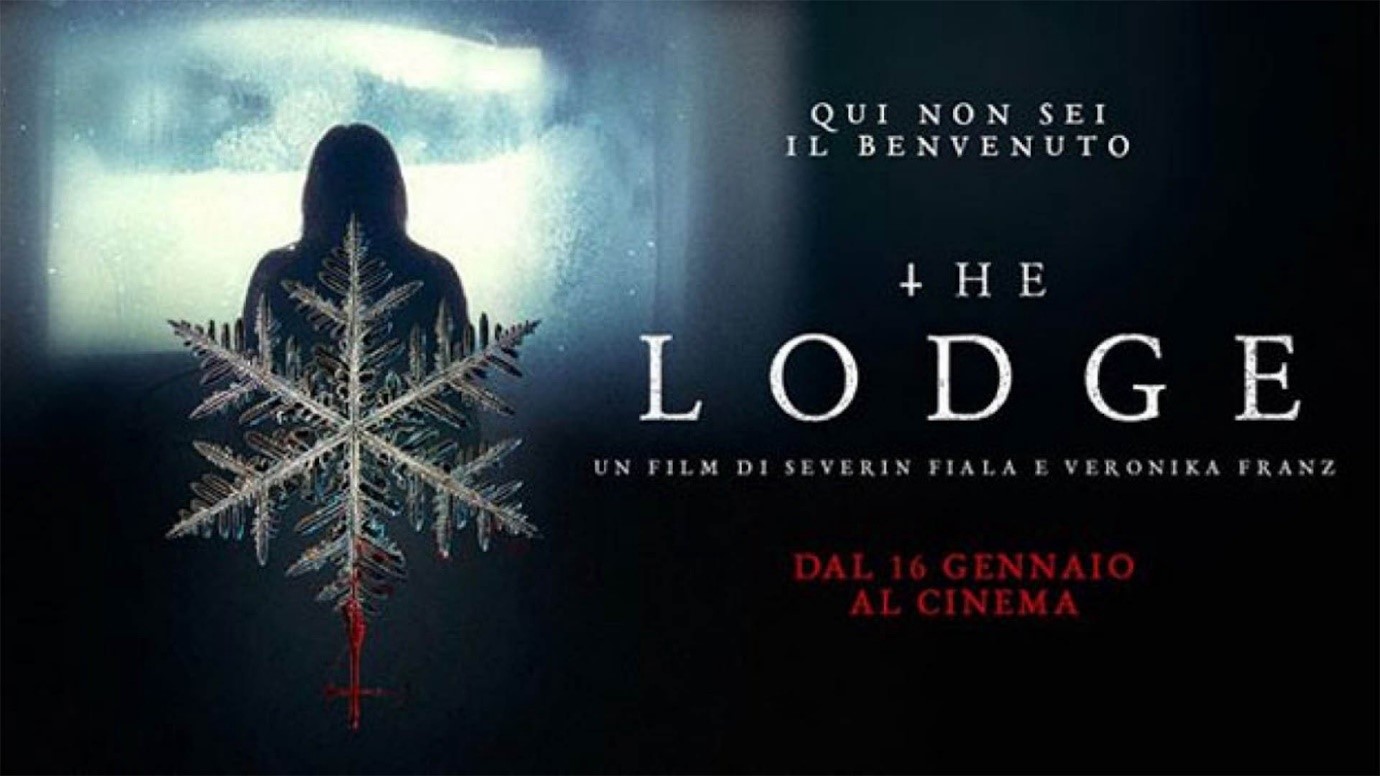 QUI NON SEI
IL BENVENUTO
THE
LODGE
UN FILM DI SEVERIN FIALA E VERONIKA FRANZ
DAL 16 GENNAIO
AL CINEMA